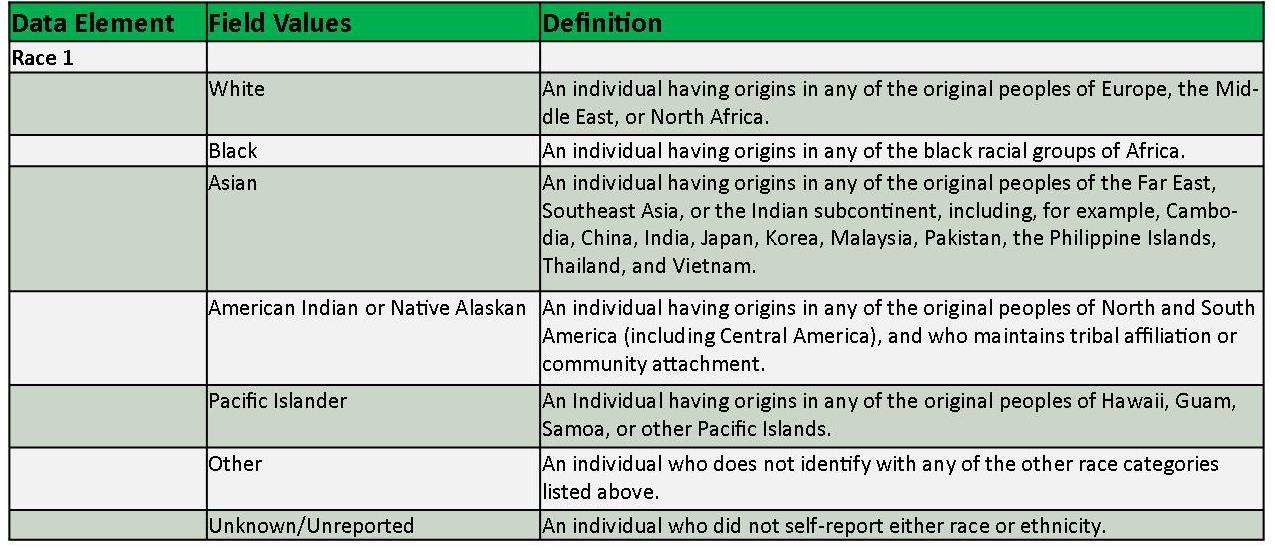 Data Element Field Values Definition
Race 1
White An individual having origins in any of the original peoples of Europe, the Mid-
dle East, or North Africa.
Black An individual having origins in any of the black racial groups of Africa.
Asian An individual having origins in any of the original peoples of the Far East,
Southeast Asia, or the Indian subcontinent, including, for example, Cambo-
dia, China, India, Japan, Korea, Malaysia, Pakistan, the Philippine Islands,
Thailand, and Vietnam.
American Indian or Native Alaskan An individual having origins in any of the original peoples of North and South
America (including Central America), and who maintains tribal affiliation or
community attachment.
Pacific Islander An Individual having origins in any of the original peoples of Hawaii, Guam,
Samoa, or other Pacific Islands.
Other An individual who does not identify with any of the other race categories
listed above.
Unknown/Unreported An individual who did not self-report either race or ethnicity.